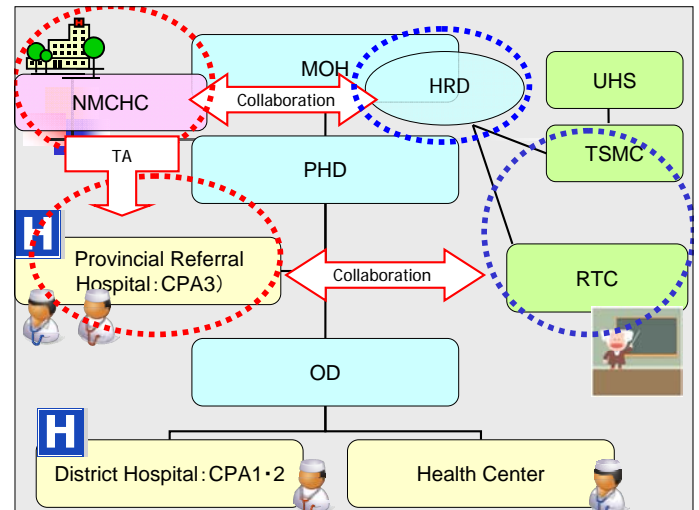 H
MOH
UHS
NMCHC
Collaboration
HRD
TA
PHD
TSMC
H
Provincial Referral
Hospital：CPA3）
Collaboration
RTC
OD
H
District Hospital：CPA1・2
Health Center